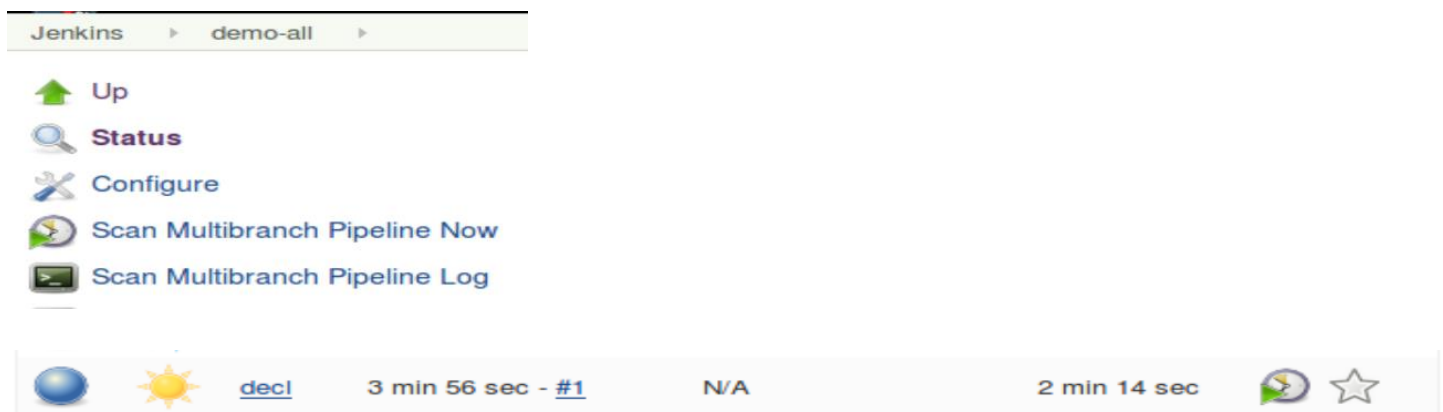 Jenkins demo-all
Up
Status
Configure
Scan Multibranch Pipeline Now
Scan Multibranch Pipeline Log
decl 3 min 56 sec - #1 N/A 2 min 14 sec